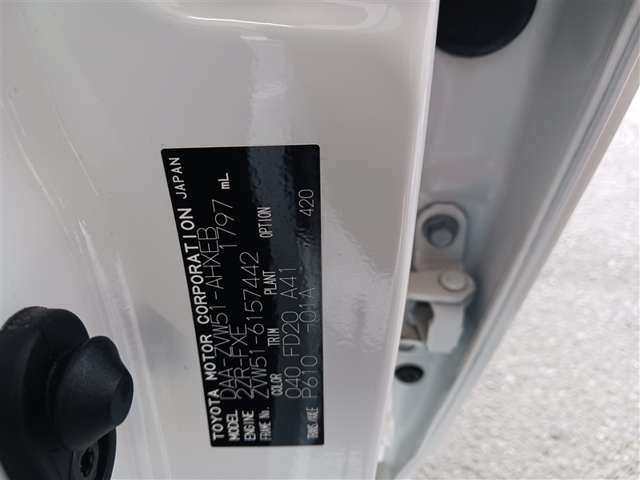 TOYOTA MOTOR CORPORATION JAPAN
MODEL DAA-ZVW51-AHXEB
ENGINE 2ZR-FXE 1797 mL
FRAME No. ZVW51-6157442
COLOR TRIM PLANT OPTION
040 FD20 A41 420
TRANS/AXLE P610 -01A